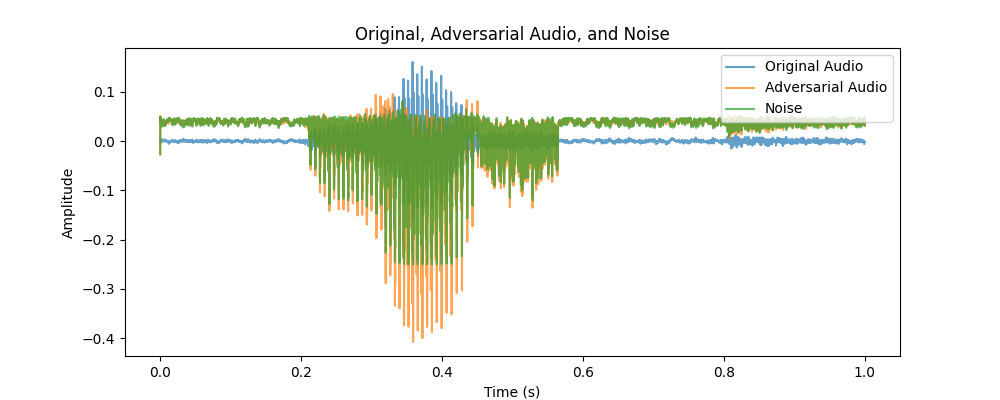 Original, Adversarial Audio, and Noise
Original Audio
Adversarial Audio
Noise
0.1
0.0
−0.1
−0.2
−0.3
−0.4
Amplitude
0.0 0.2 0.4 0.6 0.8 1.0
Time (s)